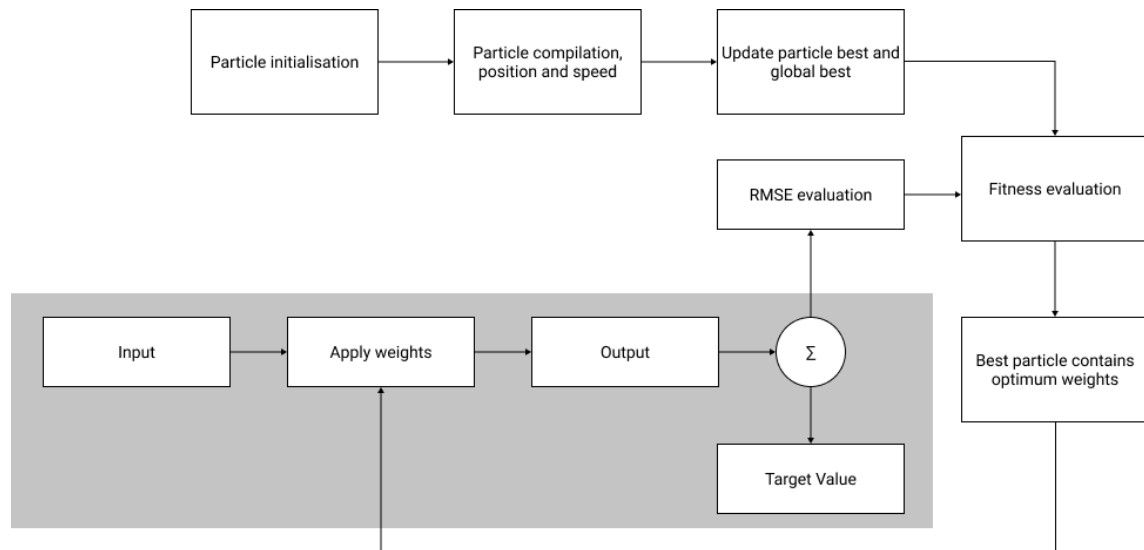 Particle initialisation
Particle compilation,
position and speed
Update particle best and
global best
RMSE evaluation
Fitness evaluation
Input
Apply weights
Output
Σ
Best particle contains
optimum weights
Target Value